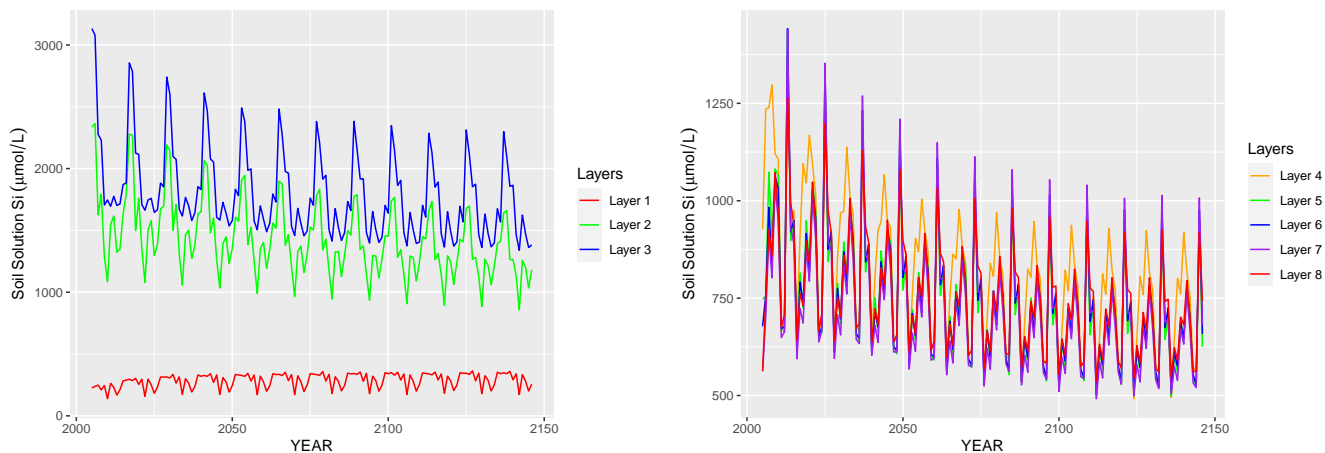 Soil Solution Si (µmol/L)
3000
2000
1000
0
2000
2050
2100
2150
YEAR
Layers
Layer 1
Layer 2
Layer 3
Soil Solution Si (µmol/L)
1250
1000
750
500
2000
2050
2100
2150
YEAR
Layers
Layer 4
Layer 5
Layer 6
Layer 7
Layer 8